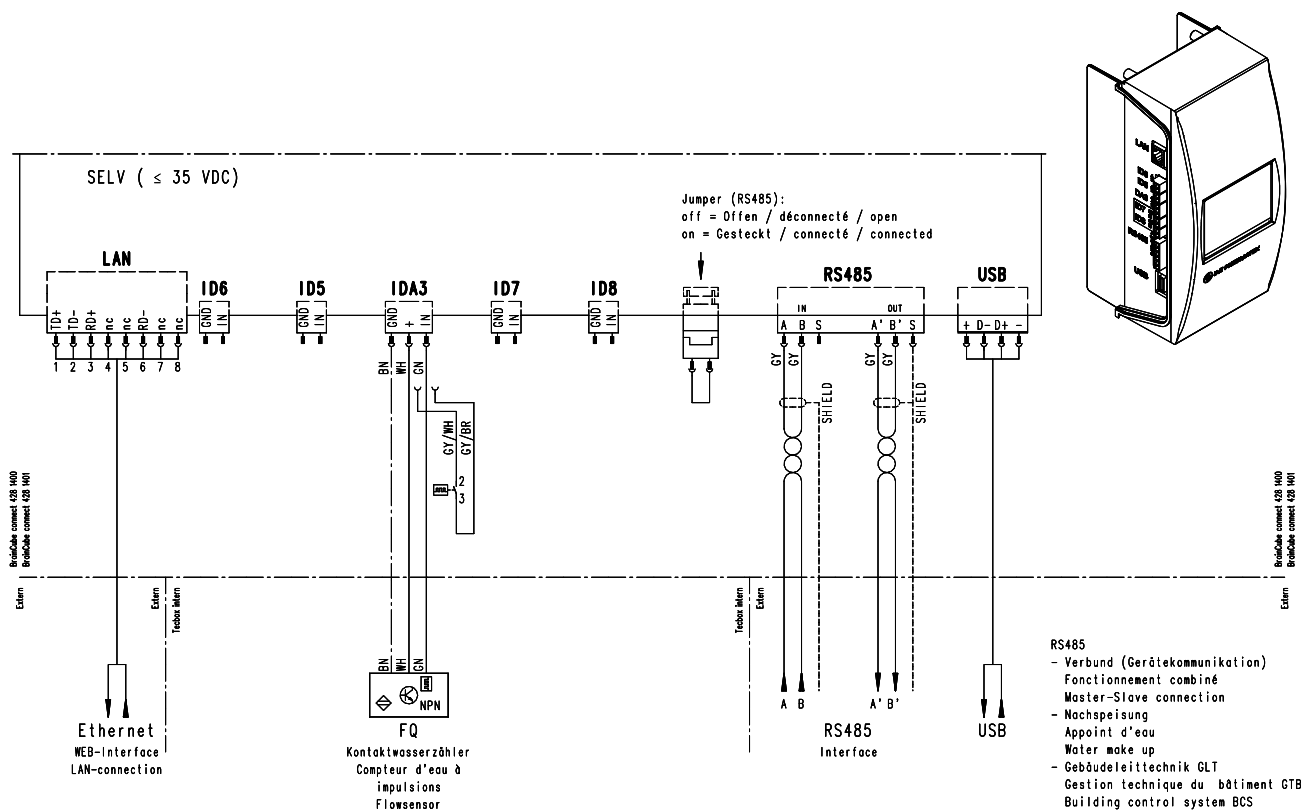 SELV ( ≤ 35 VDC)
Jumper (RS485):
off = Offen / déconnecté / open
on = Gesteckt / connecté / connected
LAN
ID6
ID5
IDA3
ID7
ID8
RS485
USB
TD+ TD- RD+ nc nc RD- nc nc
GND IN
GND IN
GND + IN
GND IN
GND IN
IN OUT
A B S A' B' S
+ D- D+ -
1 2 3 4 5 6 7 8
BN WH GN
GY GY GY GY
SHIELD
SHIELD
GY/WH
GY/BR
2
3
BrainCube connect 428 1400
BrainCube connect 428 1401
BrainCube connect 428 1400
BrainCube connect 428 1401
Extern
Extern
Tecbox intern
Tecbox intern
Extern
Extern
BN WH GN
NPN
A B A' B'
Ethernet
WEB-Interface
LAN-connection
FQ
Kontaktwasserzähler
Compteur d'eau à
impulsions
Flowsensor
RS485
Interface
USB
RS485
- Verbund (Gerätekommunikation)
Fonctionnement combiné
Master-Slave connection
- Nachspeisung
Appoint d'eau
Water make up
- Gebäudeleittechnik GLT
Gestion technique du bâtiment GTB
Building control system BCS
LAN
ID7
RS485
USB